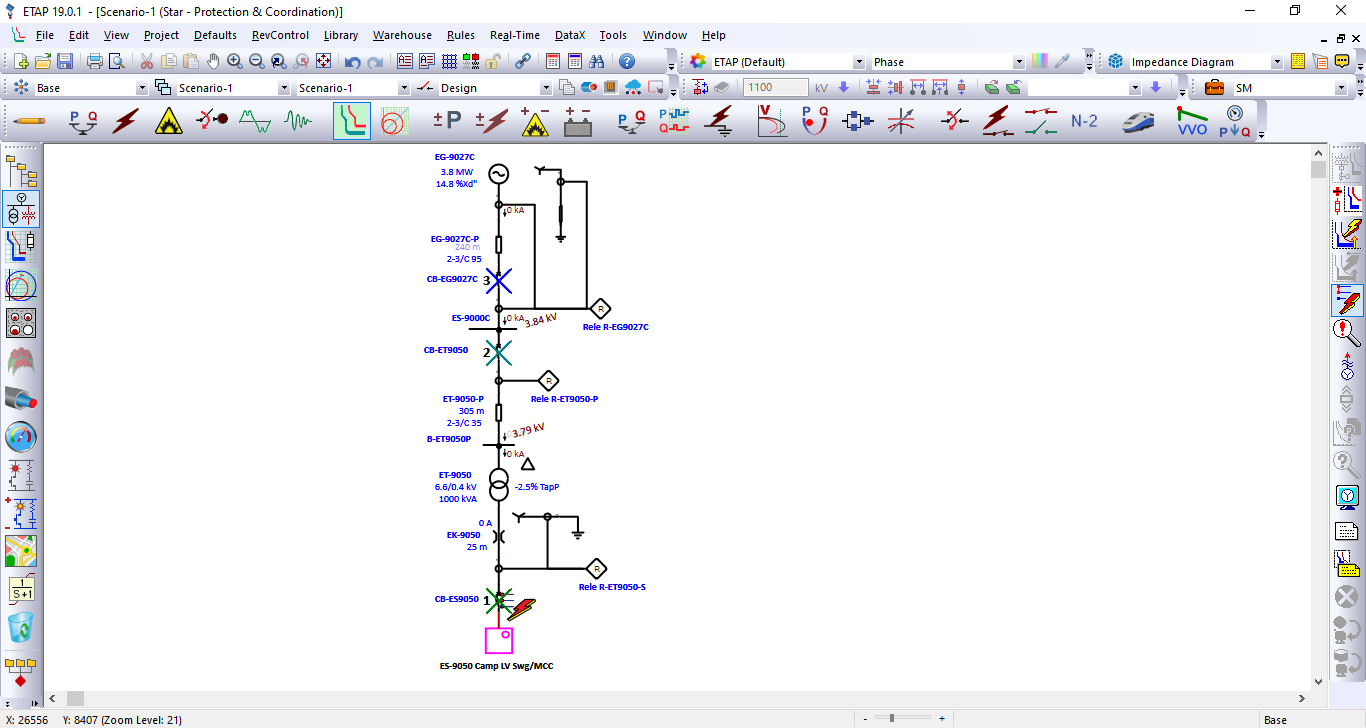 ETAP 19.0.1 - [Scenario-1 (Star - Protection & Coordination)]
File Edit View Project Defaults RevControl Library Warehouse Rules Real-Time DataX Tools Window Help
ETAP (Default) Phase Impedance Diagram
Base Scenario-1 Scenario-1 Design 1100 kV SM
P Q ± P ± P Q P Q V P Q N-2 VVO P Q
EG-9027C
3.8 MW
14.8 %Xd"
0 kA
EG-9027C-P
240 m
2-3/C 95
CB-EG9027C 3
R
ES-9000C 0 kA 3.84 kV
Rele R-EG9027C
CB-ET9050 2
R
ET-9050-P Rele R-ET9050-P
305 m
2-3/C 35
3.79 kV
B-ET9050P
0 kA
ET-9050
6.6/0.4 kV -2.5% TapP
1000 kVA
0 A
EK-9050
25 m
R
Rele R-ET9050-S
CB-ES9050 1
ES-9050 Camp LV Swg/MCC
1
S+1
X: 26556 Y: 8407 (Zoom Level: 21) - + Base